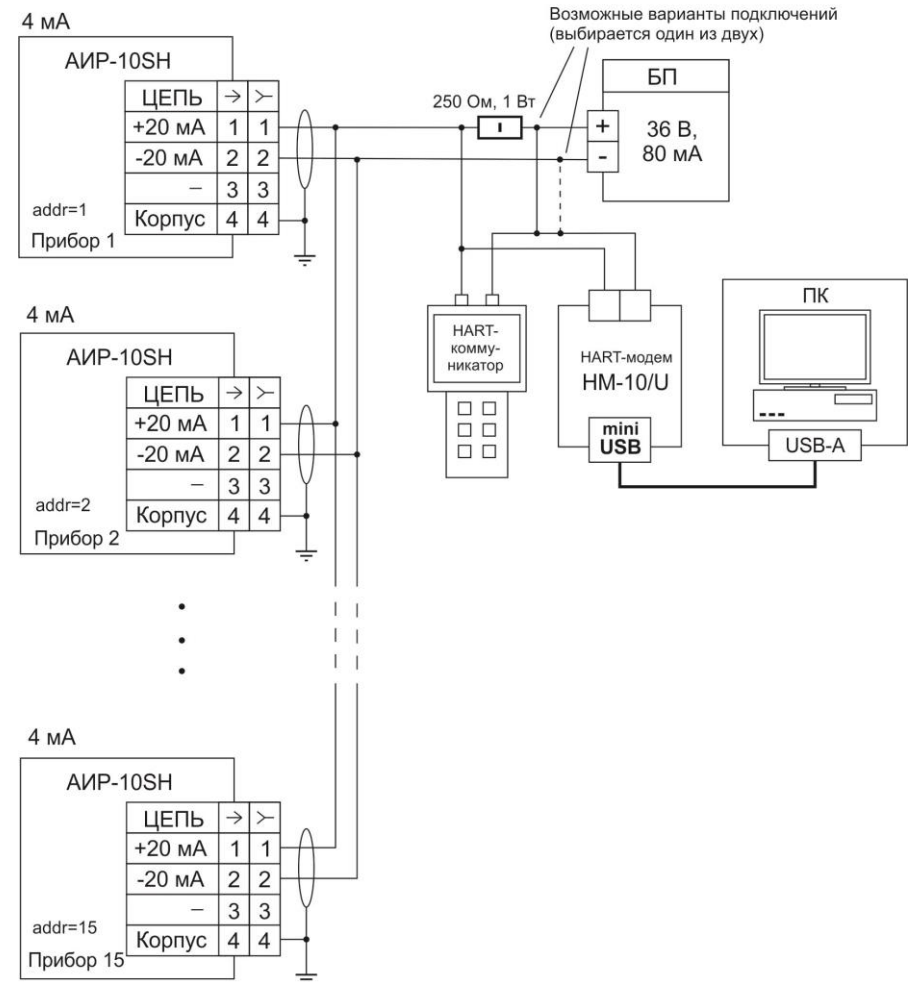 4 мА
АИР-10SH
ЦЕПЬ
+20 мА 1 1
-20 мА 2 2
– 3 3
Корпус 4 4
addr=1
Прибор 1
Возможные варианты подключений
(выбирается один из двух)
250 Ом, 1 Вт
БП
+
-
36 В,
80 мА
HART-
комму-
никатор
HART-модем
HM-10/U
mini
USB
ПК
USB-A
4 мА
АИР-10SH
ЦЕПЬ
+20 мА 1 1
-20 мА 2 2
– 3 3
Корпус 4 4
addr=2
Прибор 2
4 мА
АИР-10SH
ЦЕПЬ
+20 мА 1 1
-20 мА 2 2
– 3 3
Корпус 4 4
addr=15
Прибор 15